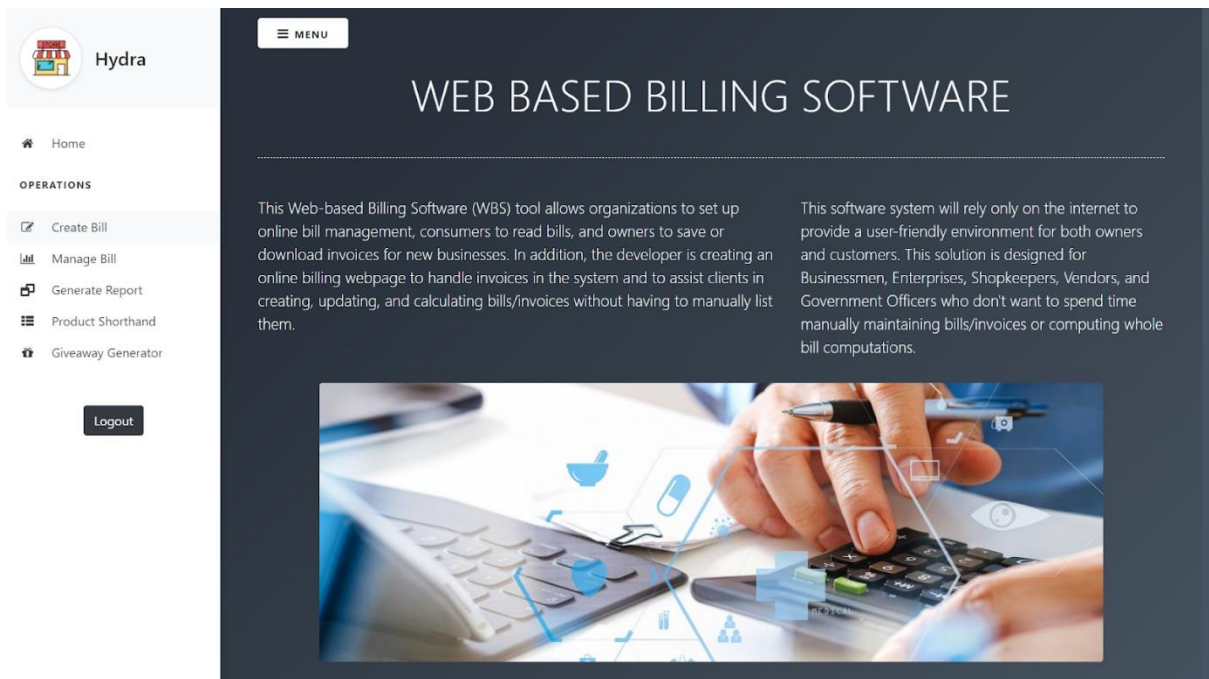 STORE
Hydra
Home
OPERATIONS
Create Bill
Manage Bill
Generate Report
Product Shorthand
Giveaway Generator
Logout
☰ MENU
WEB BASED BILLING SOFTWARE
This Web-based Billing Software (WBS) tool allows organizations to set up
online bill management, consumers to read bills, and owners to save or
download invoices for new businesses. In addition, the developer is creating an
online billing webpage to handle invoices in the system and to assist clients in
creating, updating, and calculating bills/invoices without having to manually list
them.
This software system will rely only on the internet to
provide a user-friendly environment for both owners
and customers. This solution is designed for
Businessmen, Enterprises, Shopkeepers, Vendors, and
Government Officers who don't want to spend time
manually maintaining bills/invoices or computing whole
bill computations.
MEDICAL